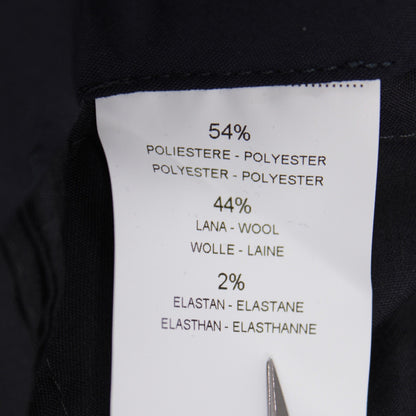 54%
POLIESTERE - POLYESTER
POLYESTER - POLYESTER
44%
LANA - WOOL
WOLLE - LAINE
2%
ELASTAN - ELASTANE
ELASTHAN - ELASTHANNE